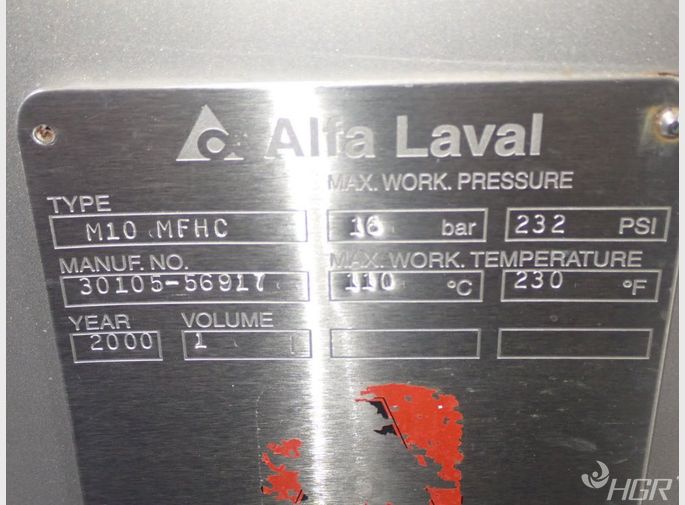 Alfa Laval
MAX. WORK. PRESSURE
TYPE
M10 MFHC 16 bar 232 PSI
MANUF. NO. MAX. WORK. TEMPERATURE
30105-56917 110 °C 230 °F
YEAR VOLUME
2000 1 l
HGR